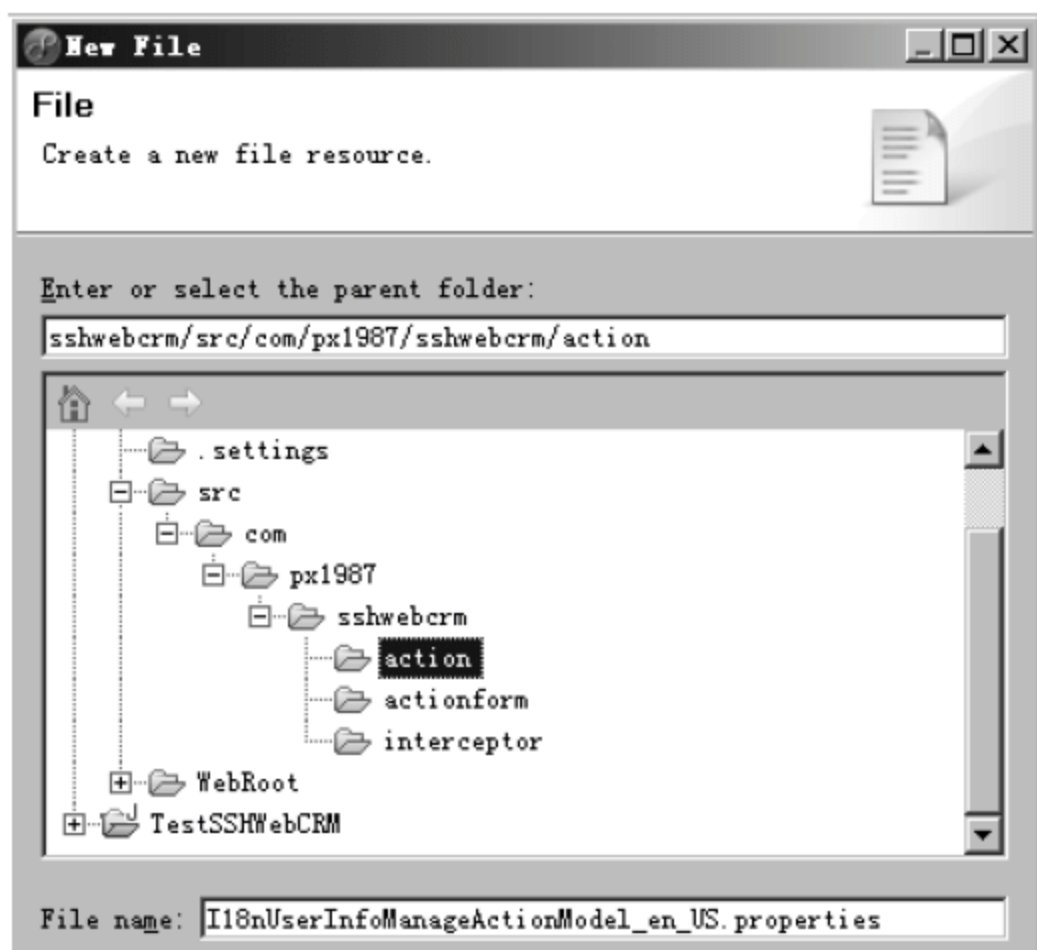 New File
File
Create a new file resource.
Enter or select the parent folder:
sshwebcrm/src/com/px1987/sshwebcrm/action
.settings
src
com
px1987
sshwebcrm
action
actionform
interceptor
WebRoot
TestSSHWebCRM
File name: I18nUserInfoManageActionModel_en_US.properties